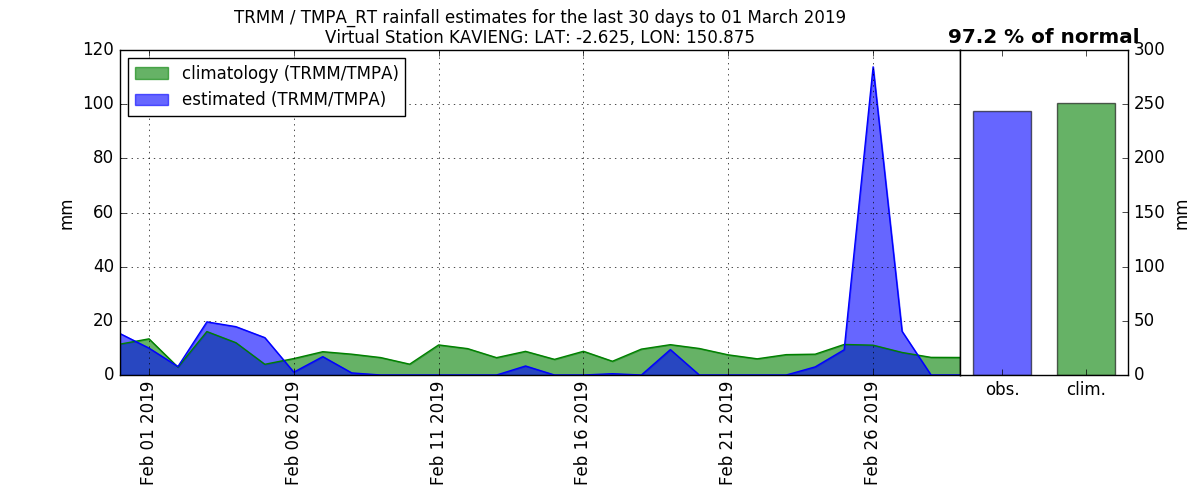 TRMM / TMPA_RT rainfall estimates for the last 30 days to 01 March 2019
Virtual Station KAVIENG: LAT: -2.625, LON: 150.875
97.2 % of normal
climatology (TRMM/TMPA)
estimated (TRMM/TMPA)
120
100
80
60
40
20
0
mm
Feb 01 2019
Feb 06 2019
Feb 11 2019
Feb 16 2019
Feb 21 2019
Feb 26 2019
300
250
200
150
100
50
0
mm
obs.
clim.